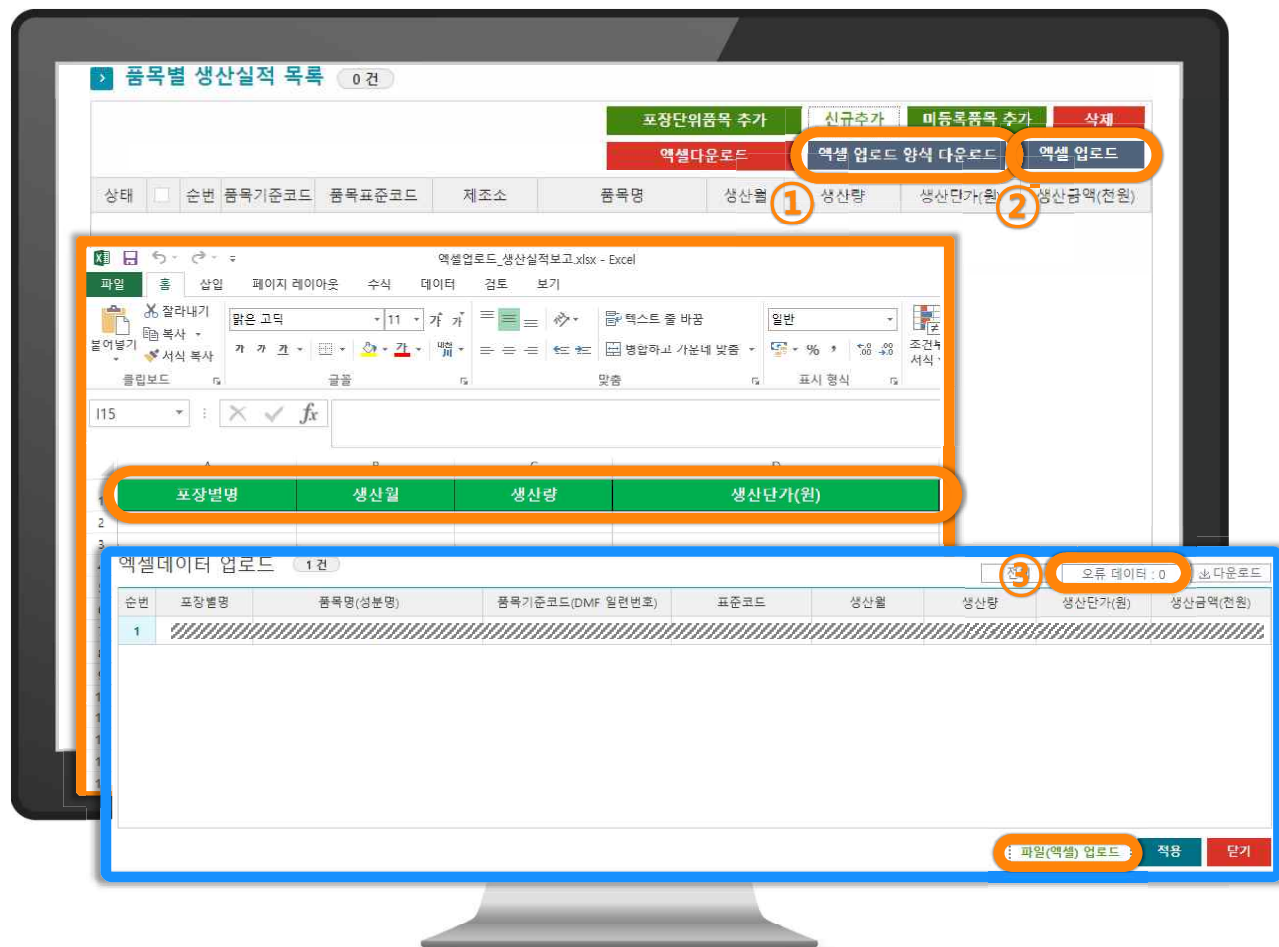 품목별 생산실적 목록 0 건
포장단위품목 추가 신규추가 미등록품목 추가 삭제
엑셀다운로드 엑셀 업로드 양식 다운로드 엑셀 업로드
상태 순번 품목기준코드 품목표준코드 제조소 품목명 생산월 생산량 생산단가(원) 생산금액(천원)
① ②
엑셀업로드_생산실적보고.xlsx - Excel
파일 홈 삽입 페이지 레이아웃 수식 데이터 검토 보기
잘라내기
복사
서식 복사
붙여넣기
맑은 고딕 11 가 가
가 가 가 가 내천
텍스트 줄 바꿈
병합하고 가운데 맞춤
일반
% ,
조건부
서식
클립보드 글꼴 맞춤 표시 형식
I15 fx
A B C D
1 포장별명 생산월 생산량 생산단가(원)
2
3
엑셀데이터 업로드 1 건
③ 오류 데이터 : 0 다운로드
순번 포장별명 품목명(성분명) 품목기준코드(DMF 일련번호) 표준코드 생산월 생산량 생산단가(원) 생산금액(천원)
1
파일(엑셀) 업로드 적용 닫기